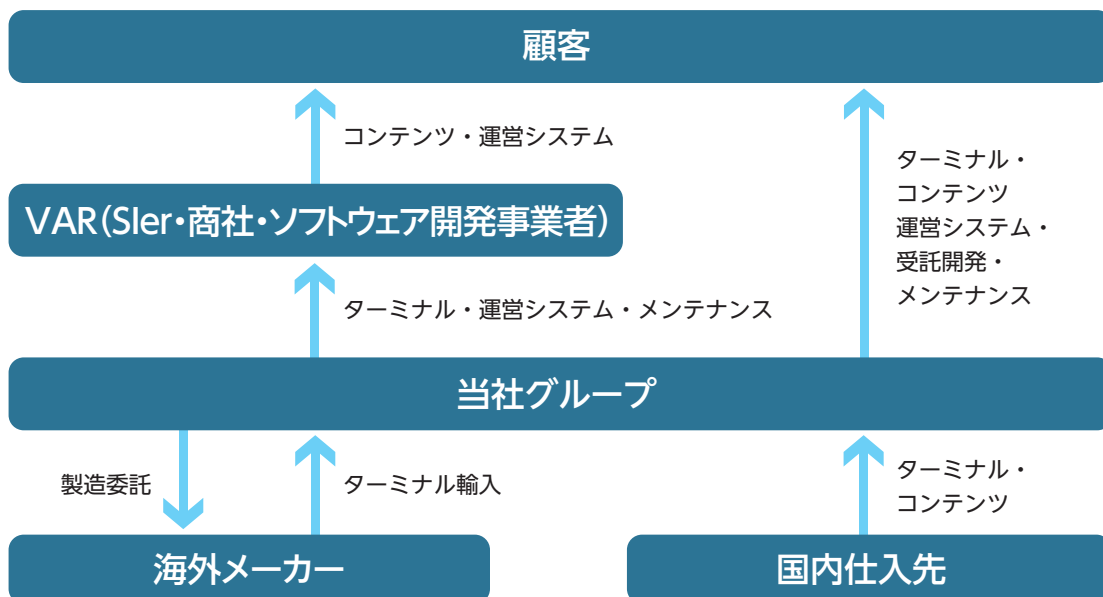 顧客
コンテンツ・運営システム
ターミナル・
コンテンツ
運営システム・
受託開発・
メンテナンス
VAR(SIer・商社・ソフトウェア開発事業者)
ターミナル・運営システム・メンテナンス
当社グループ
製造委託
ターミナル輸入
ターミナル・
コンテンツ
海外メーカー
国内仕入先